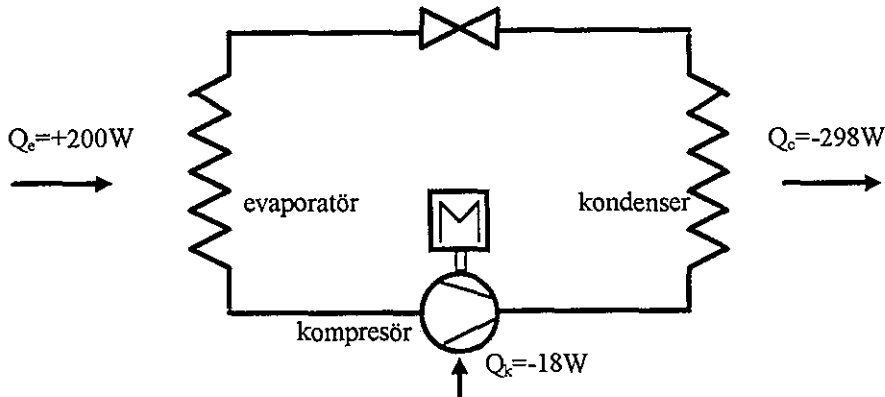 Qe=+200W
Qc=-298W
evaporatör
M
kondenser
kompresör
Qk=-18W